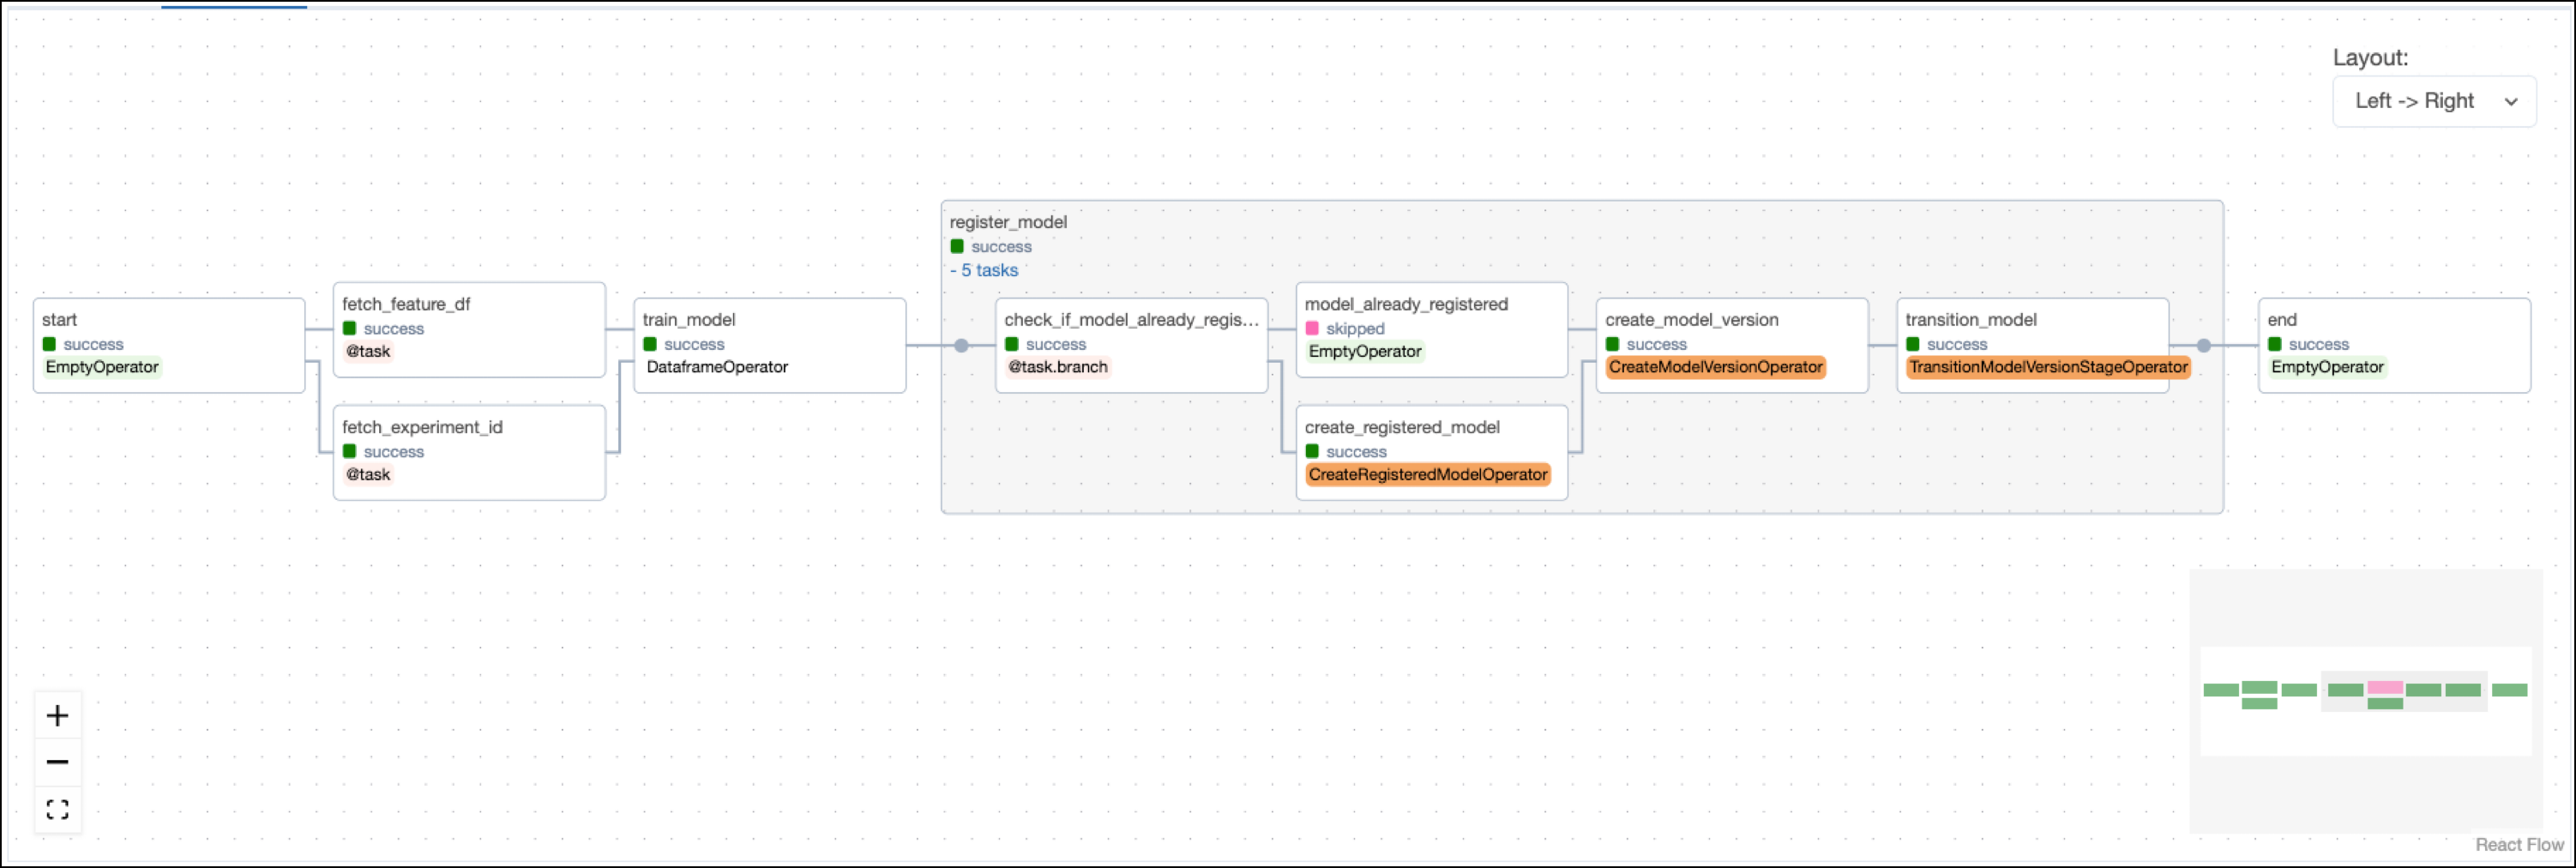 Layout:
Left -> Right
start
success
EmptyOperator
fetch_feature_df
success
@task
fetch_experiment_id
success
@task
train_model
success
DataframeOperator
register_model
success
- 5 tasks
check_if_model_already_regis...
success
@task.branch
model_already_registered
skipped
EmptyOperator
create_registered_model
success
CreateRegisteredModelOperator
create_model_version
success
CreateModelVersionOperator
transition_model
success
TransitionModelVersionStageOperator
end
success
EmptyOperator
React Flow